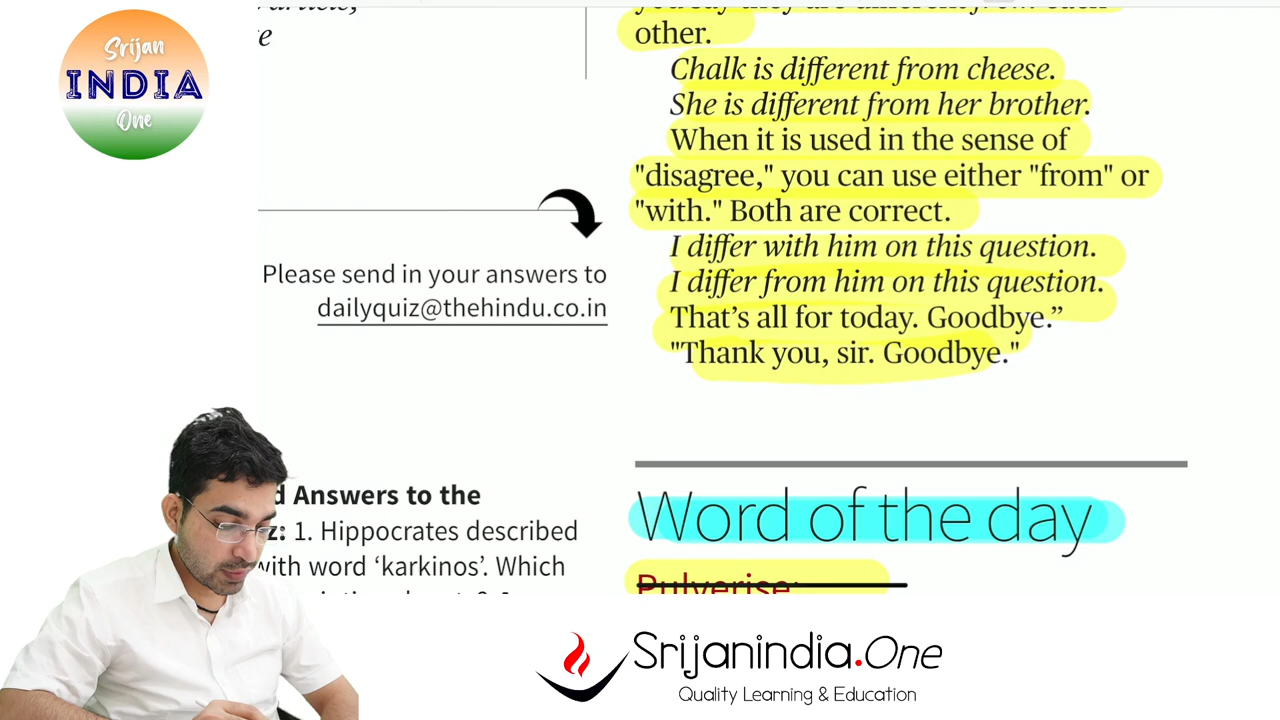 Srijan
INDIA
One
other.
Chalk is different from cheese.
She is different from her brother.
When it is used in the sense of
"disagree," you can use either "from" or
"with." Both are correct.
I differ with him on this question.
I differ from him on this question.
That’s all for today. Goodbye.”
"Thank you, sir. Goodbye."
Please send in your answers to
dailyquiz@thehindu.co.in
Answers to the
1. Hippocrates described
with word ‘karkinos’. Which
Word of the day
Pulverise:
Srijanindia.One
Quality Learning & Education